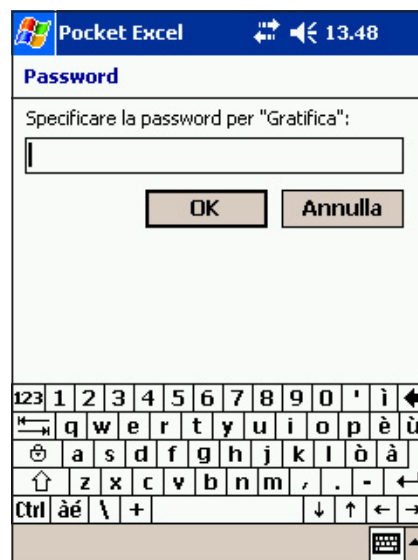 Pocket Excel 13.48
Password
Specificare la password per "Gratifica":
OK Annulla
123 1 2 3 4 5 6 7 8 9 0 ' ì
q w e r t y u i o p è ù
a s d f g h j k l ò à
z x c v b n m , . -
Ctrl àé \ +